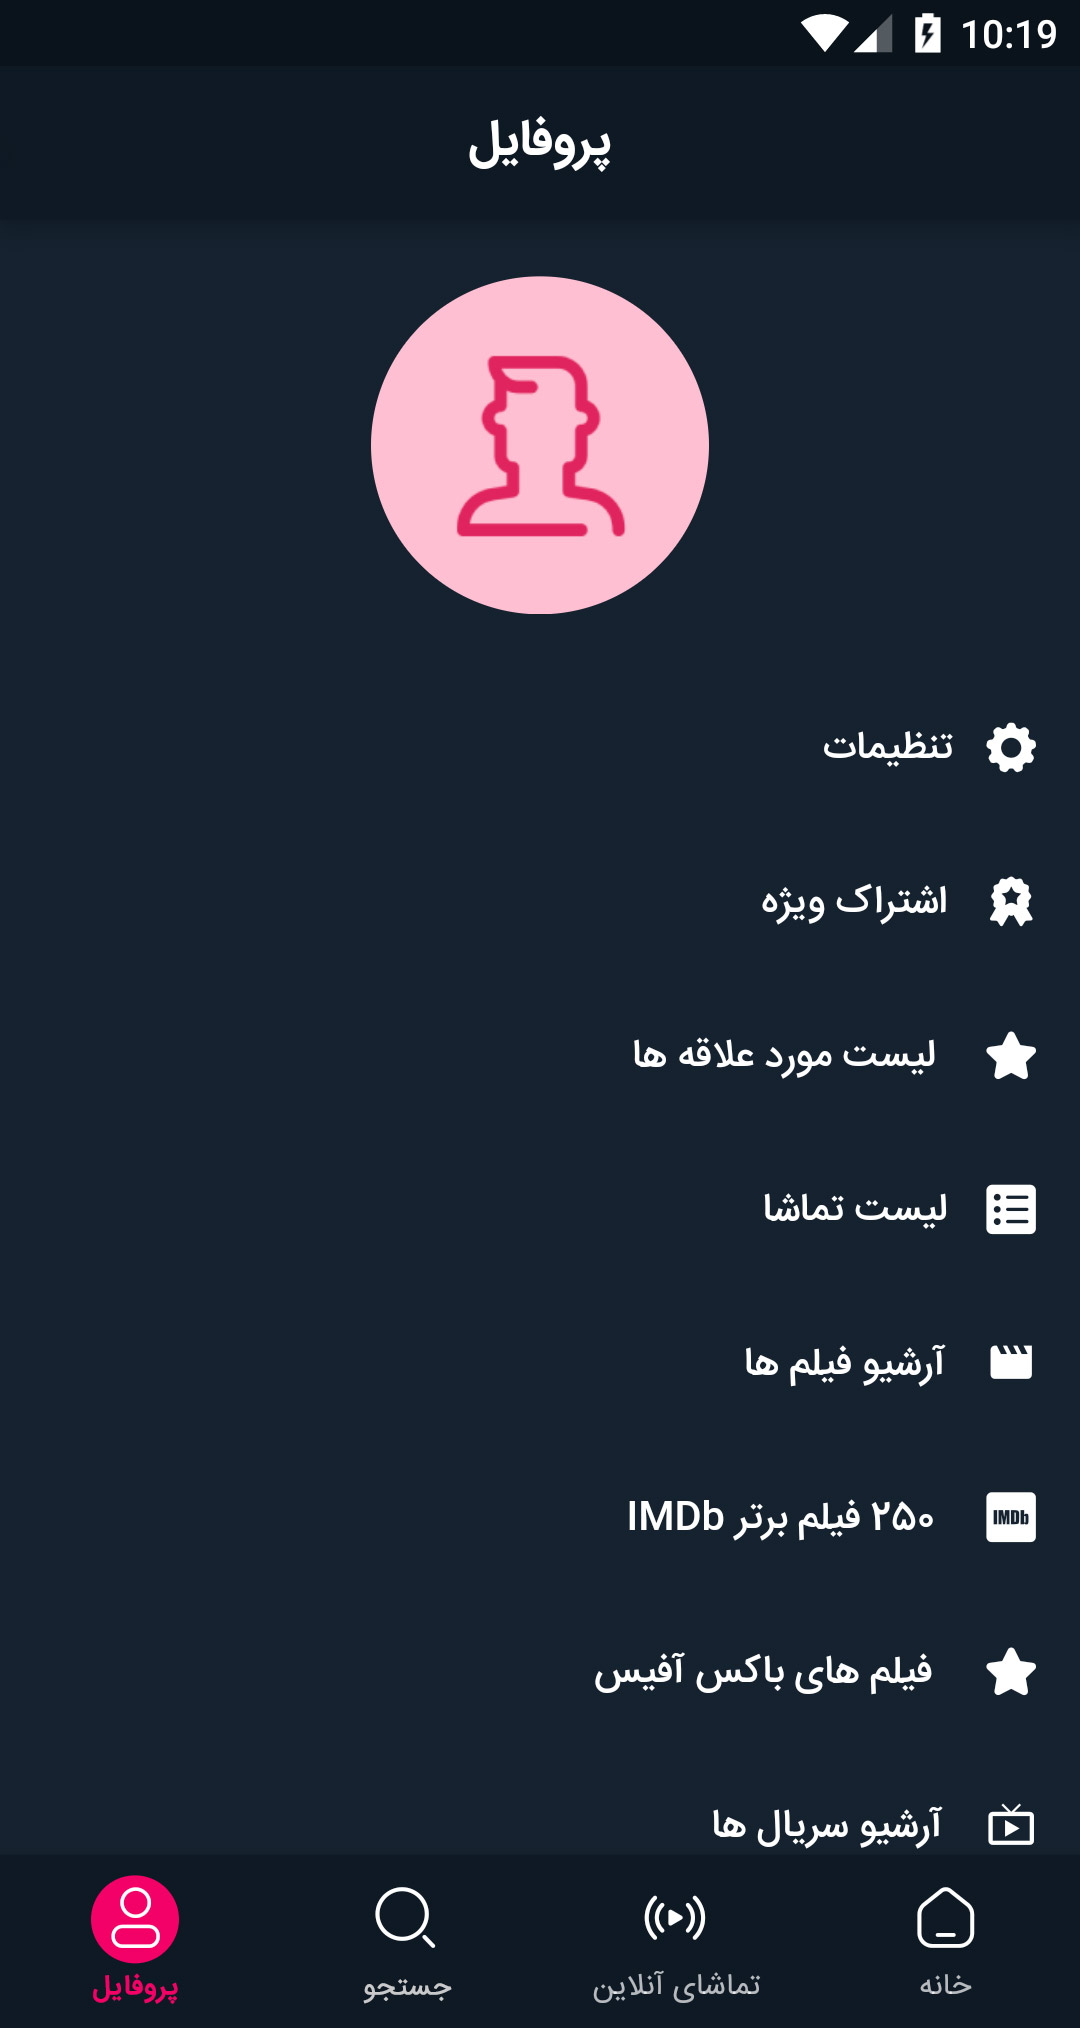 10:19
پروفایل
تنظیمات
اشتراک ویژه
لیست مورد علاقه ها
لیست تماشا
آرشیو فیلم ها
۲۵۰ فیلم برتر IMDb
IMDb
فیلم های باکس آفیس
آرشیو سریال ها
خانه
تماشای آنلاین
جستجو
پروفایل